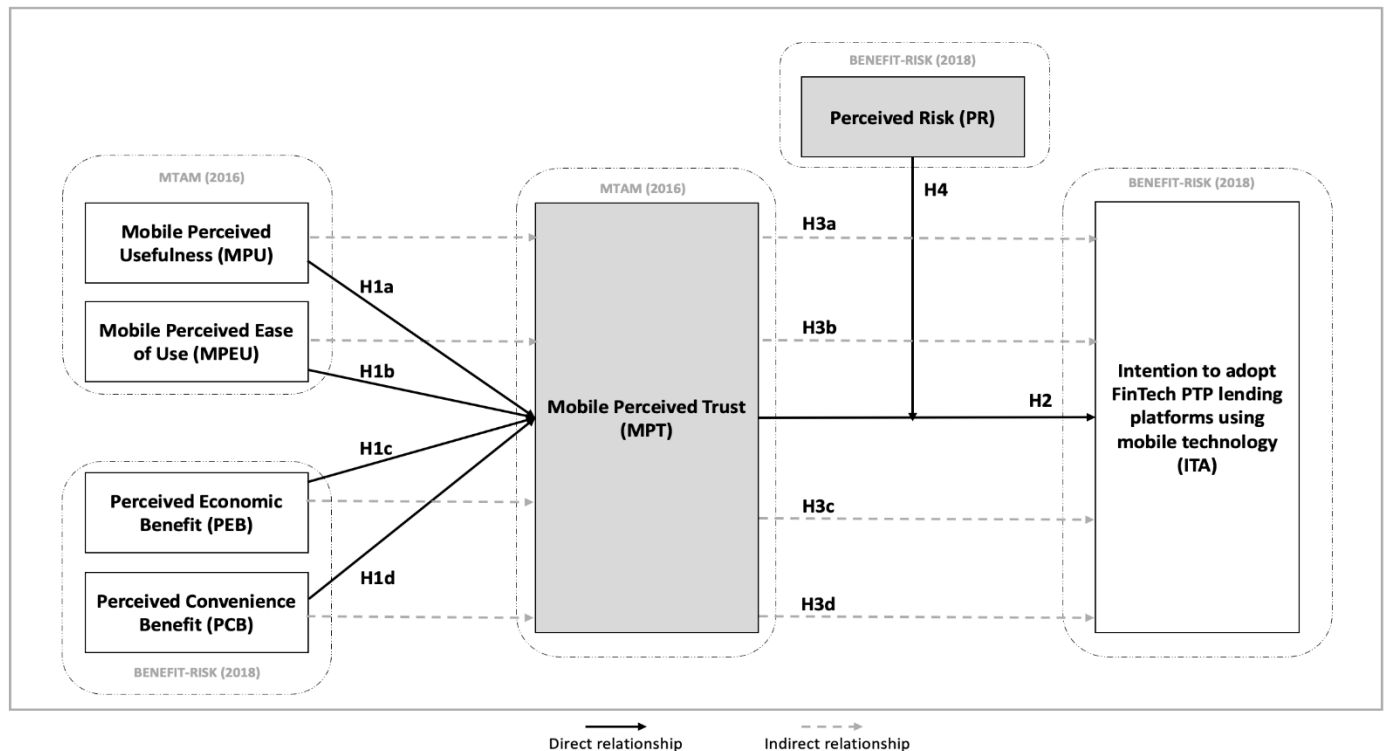 BENEFIT-RISK (2018)
Perceived Risk (PR)
H4
MTAM (2016)
Mobile Perceived
Usefulness (MPU)
Mobile Perceived Ease
of Use (MPEU)
H1a
H1b
H1c
H1d
Perceived Economic
Benefit (PEB)
Perceived Convenience
Benefit (PCB)
BENEFIT-RISK (2018)
MTAM (2016)
Mobile Perceived Trust
(MPT)
H3a
H3b
H2
H3c
H3d
BENEFIT-RISK (2018)
Intention to adopt
FinTech PTP lending
platforms using
mobile technology
(ITA)
Direct relationship
Indirect relationship